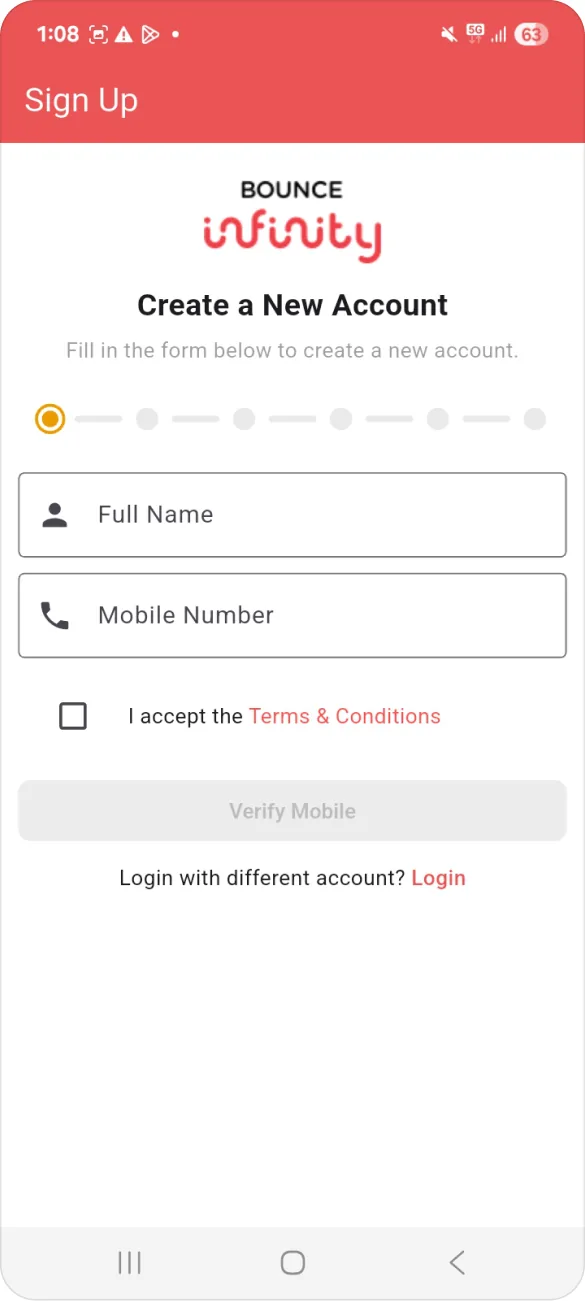 1:08
5G
63
Sign Up
BOUNCE
infinity
Create a New Account
Fill in the form below to create a new account.
Full Name
Mobile Number
I accept the Terms & Conditions
Verify Mobile
Login with different account? Login